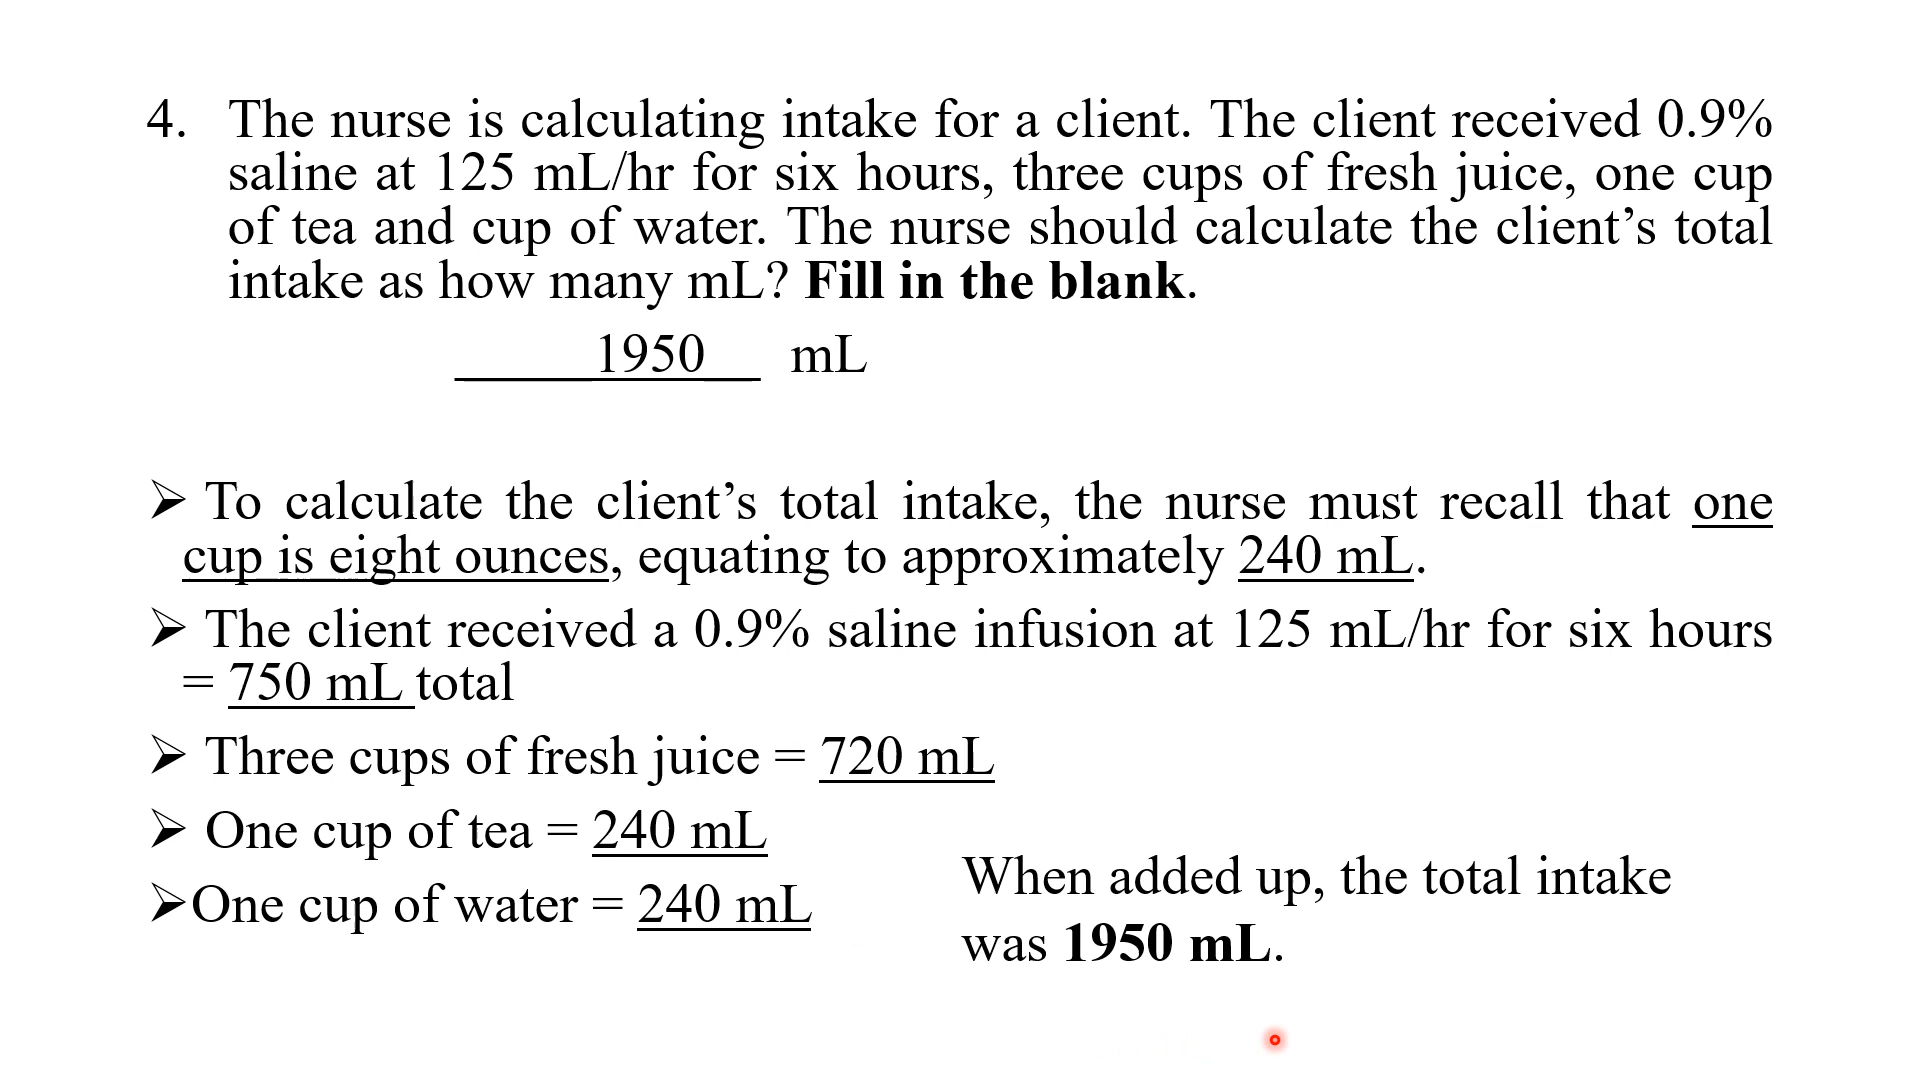 4. The nurse is calculating intake for a client. The client received 0.9%
saline at 125 mL/hr for six hours, three cups of fresh juice, one cup
of tea and cup of water. The nurse should calculate the client’s total
intake as how many mL? Fill in the blank.
_____1950__ mL
➢ To calculate the client’s total intake, the nurse must recall that one
cup is eight ounces, equating to approximately 240 mL.
➢ The client received a 0.9% saline infusion at 125 mL/hr for six hours
= 750 mL total
➢ Three cups of fresh juice = 720 mL
➢ One cup of tea = 240 mL
➢One cup of water = 240 mL
When added up, the total intake
was 1950 mL.